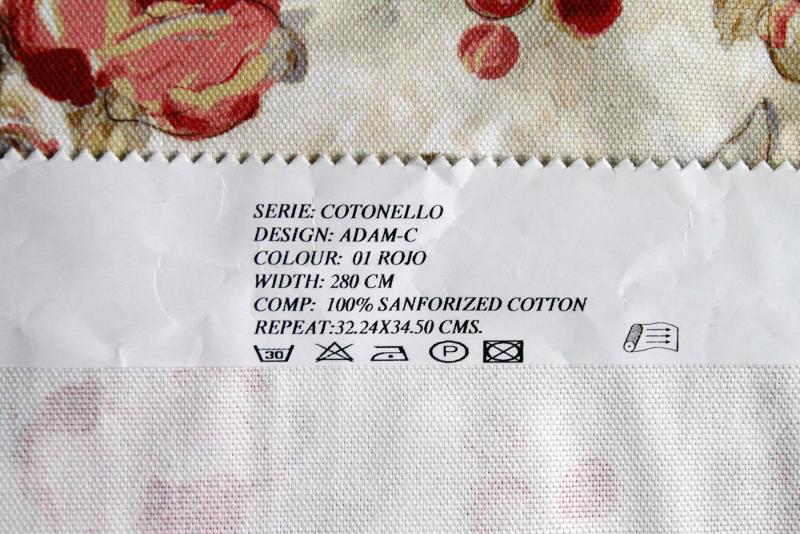 SERIE: COTONELLO
DESIGN: ADAM-C
COLOUR: 01 ROJO
WIDTH: 280 CM
COMP: 100% SANFORIZED COTTON
REPEAT:32.24X34.50 CMS.
30 P